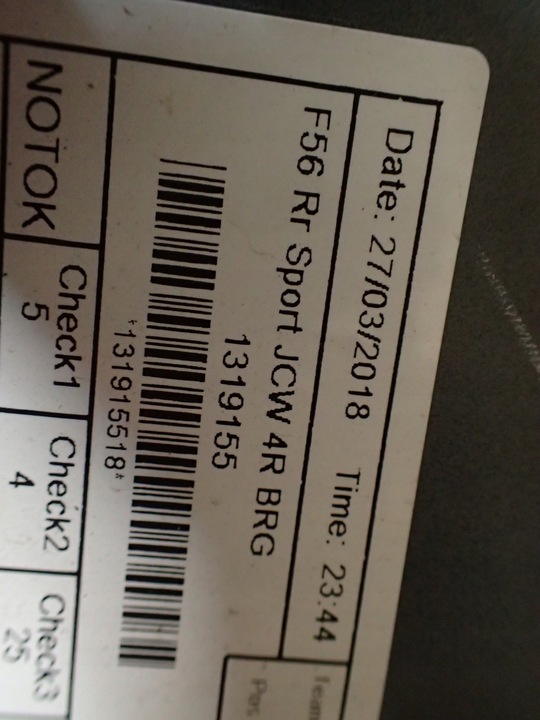 Date: 27/03/2018 Time: 23:44
F56 Rr Sport JCW 4R BRG
1319155
*131915518*
NOTOK
Check1
5
Check2
4
Check3
25